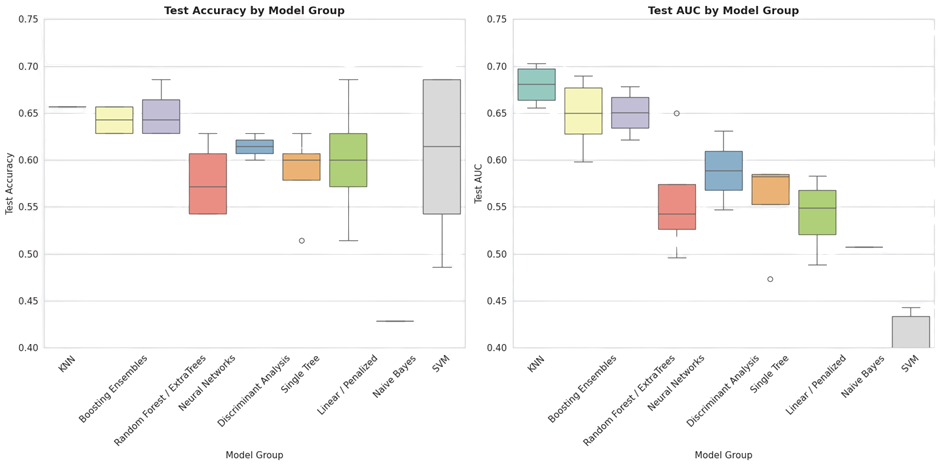 Test Accuracy by Model Group
Test Accuracy
0.75
0.70
0.65
0.60
0.55
0.50
0.45
0.40
KNN
Boosting Ensembles
Random Forest / ExtraTrees
Neural Networks
Discriminant Analysis
Single Tree
Linear / Penalized
Naive Bayes
SVM
Model Group
Test AUC by Model Group
Test AUC
0.75
0.70
0.65
0.60
0.55
0.50
0.45
0.40
KNN
Boosting Ensembles
Random Forest / ExtraTrees
Neural Networks
Discriminant Analysis
Single Tree
Linear / Penalized
Naive Bayes
SVM
Model Group